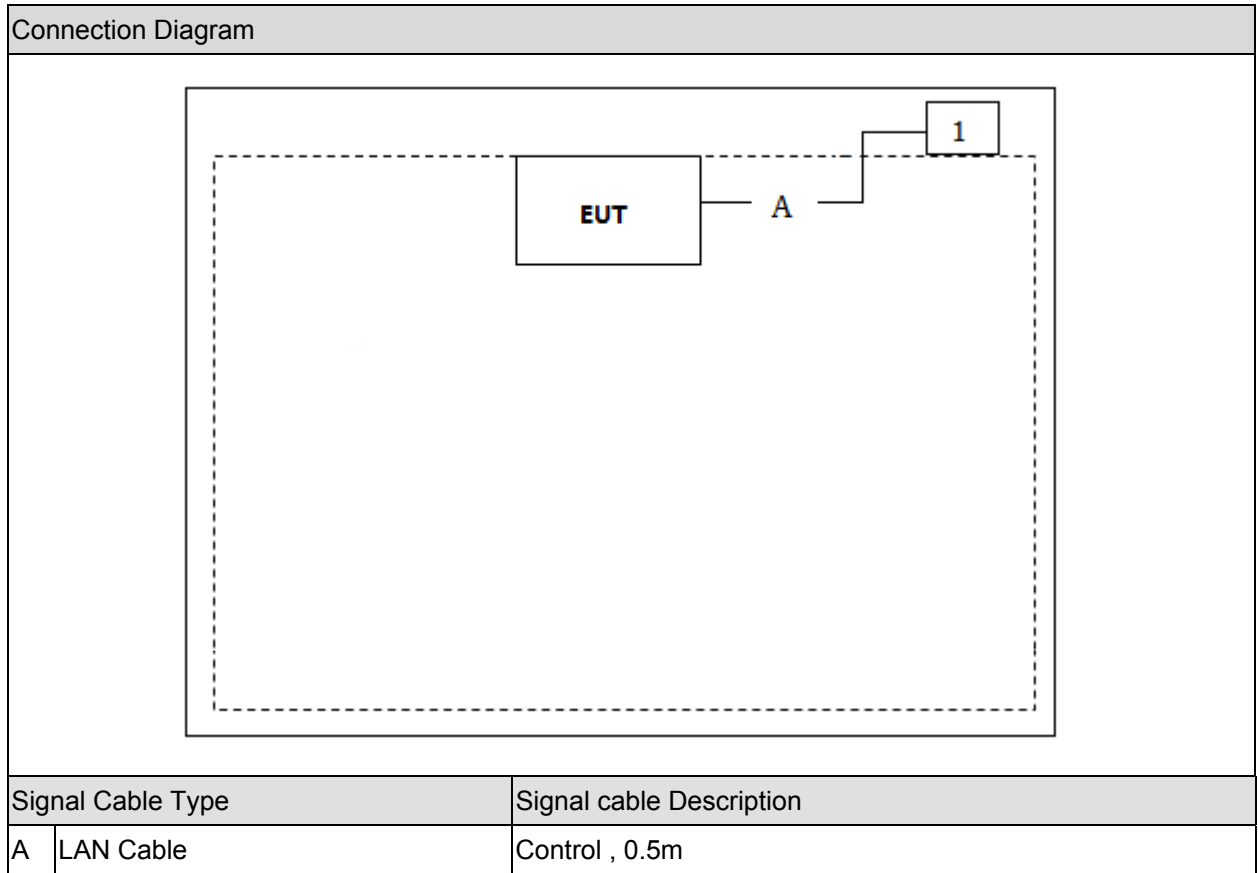 Connection Diagram
1
EUT
A
Signal Cable Type Signal cable Description
A LAN Cable Control , 0.5m